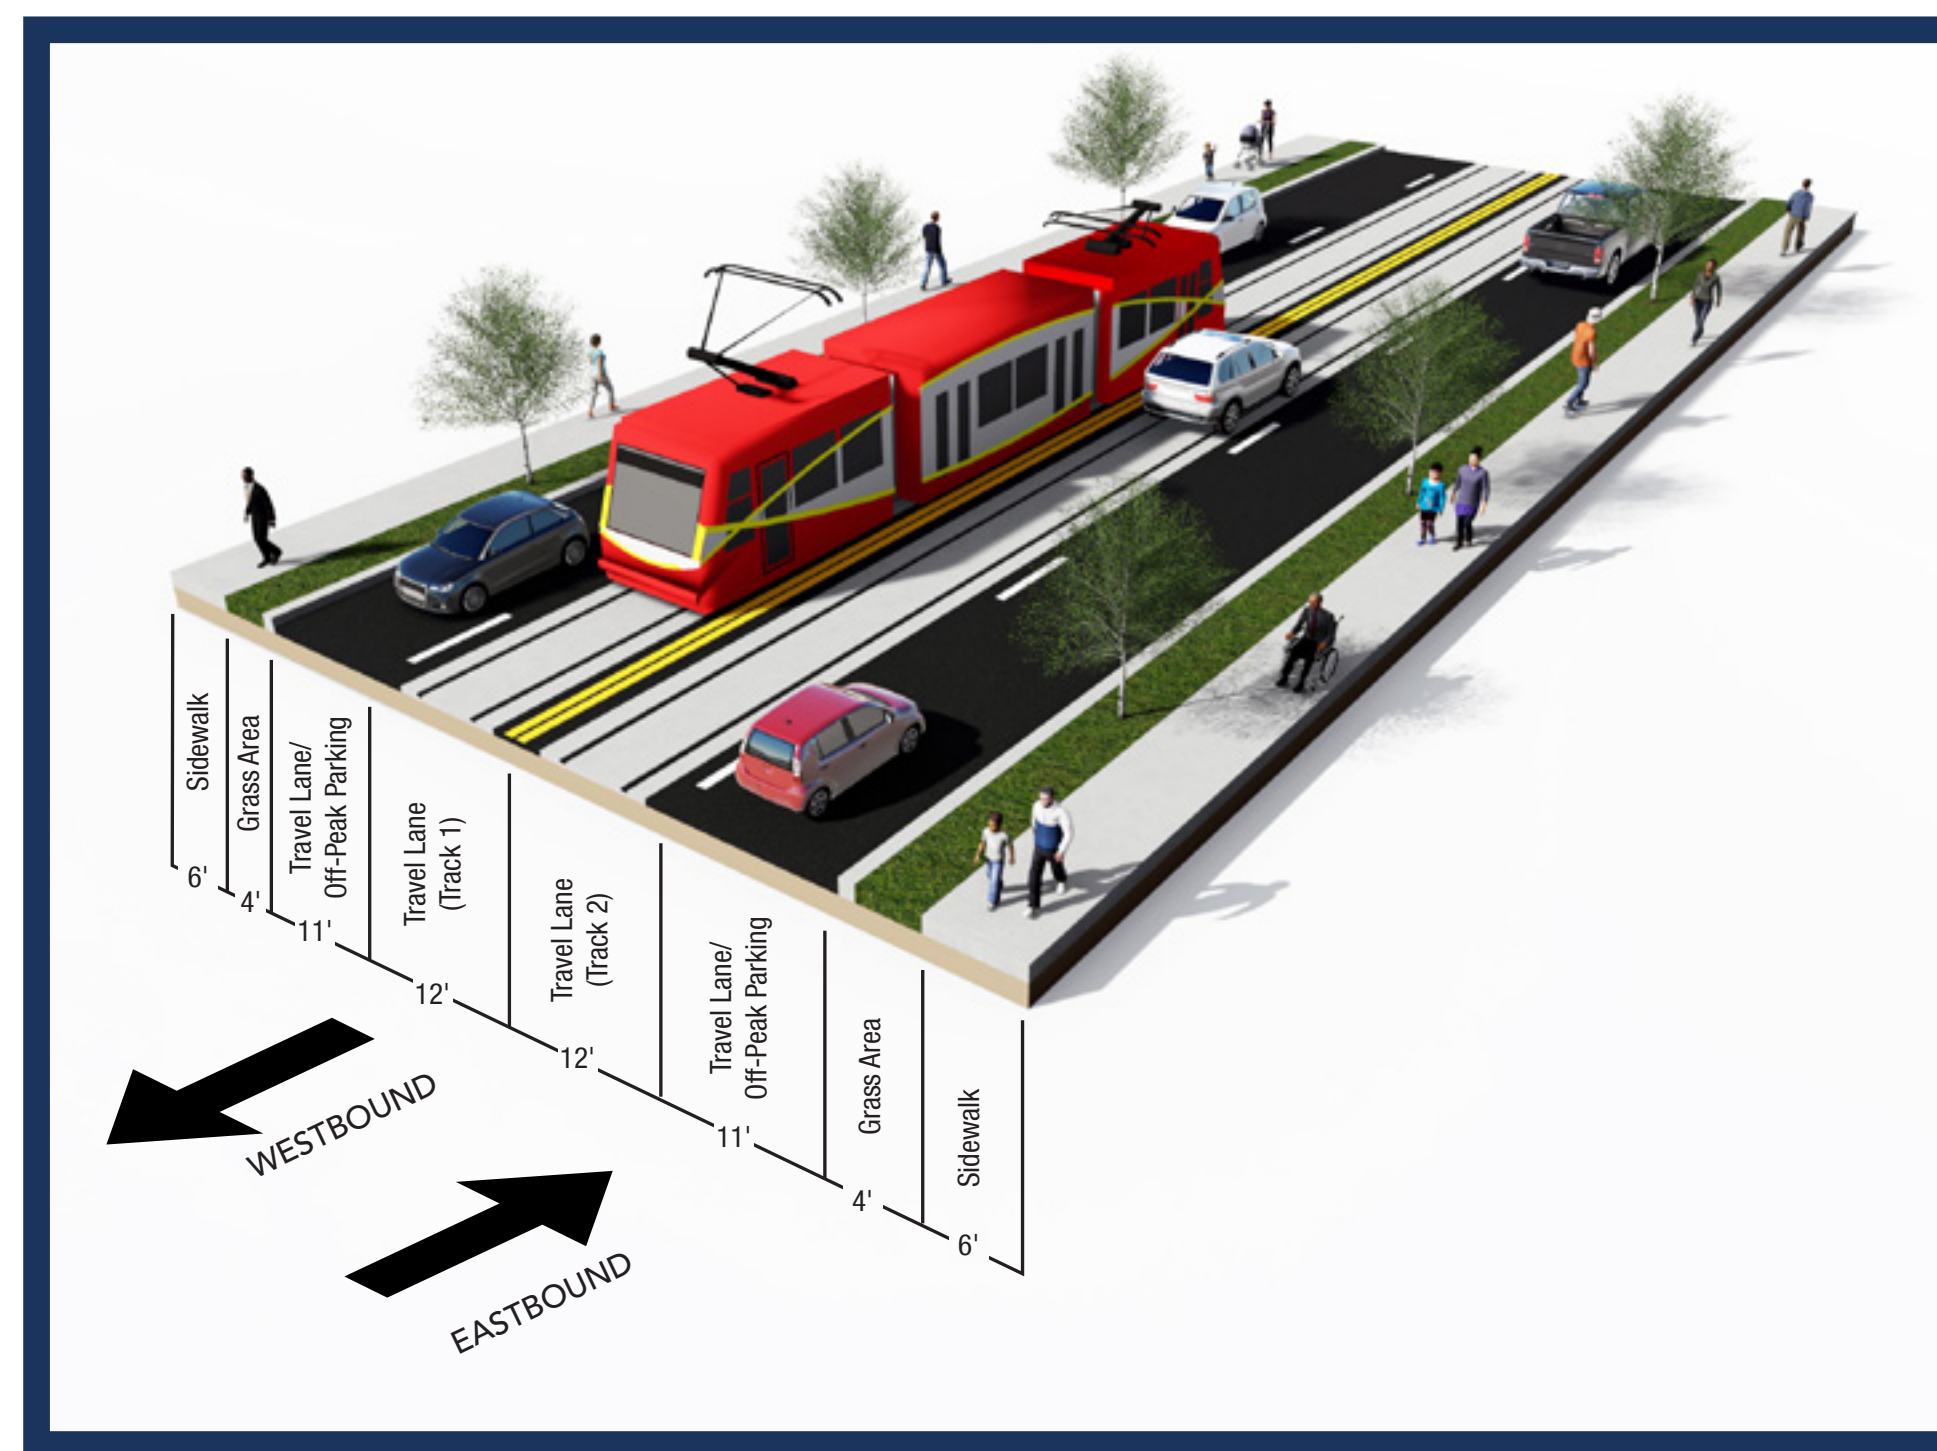 Sidewalk
Grass Area
Travel Lane/
Off-Peak Parking
Travel Lane
(Track 1)
Travel Lane
(Track 2)
Travel Lane/
Off-Peak Parking
Grass Area
Sidewalk
6'
4'
11'
12'
12'
11'
4'
6'
WESTBOUND
EASTBOUND